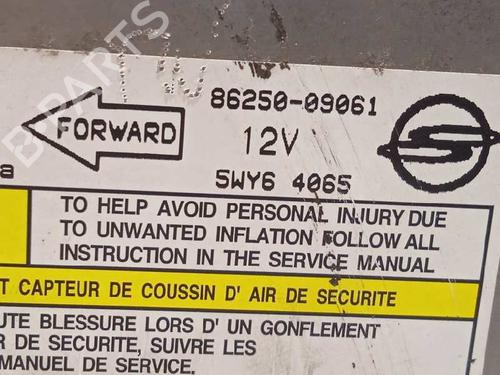 B PARTS
86250-09061
FORWARD
12V
a
5WY6 4065
TO HELP AVOID PERSONAL INJURY DUE
TO UNWANTED INFLATION FOLLOW ALL
INSTRUCTION IN THE SERVICE MANUAL
T CAPTEUR DE COUSSIN D' AIR DE SECURITE
UTE BLESSURE LORS D' UN GONFLEMENT
R DE SECURITE, SUIVRE LES
MANUEL DE SERVICE.